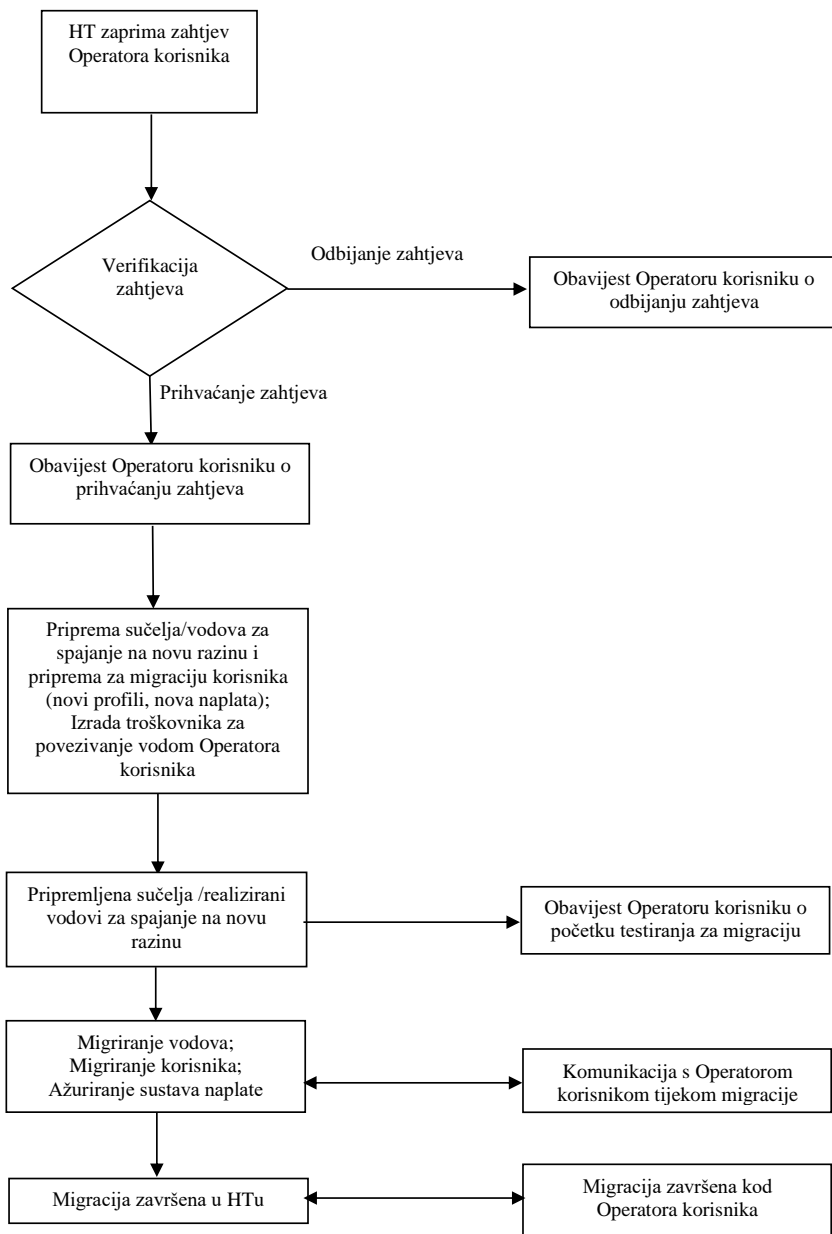 HT zaprima zahtjev
Operatora korisnika
Verifikacija
zahtjeva
Odbijanje zahtjeva
Obavijest Operatoru korisniku o
odbijanju zahtjeva
Prihvaćanje zahtjeva
Obavijest Operatoru korisniku o
prihvaćanju zahtjeva
Priprema sučelja/vodova za
spajanje na novu razinu i
priprema za migraciju korisnika
(novi profili, nova naplata);
Izrada troškovnika za
povezivanje vodom Operatora
korisnika
Pripremljena sučelja /realizirani
vodovi za spajanje na novu
razinu
Obavijest Operatoru korisniku o
početku testiranja za migraciju
Migriranje vodova;
Migriranje korisnika;
Ažuriranje sustava naplate
Komunikacija s Operatorom
korisnikom tijekom migracije
Migracija završena u HTu
Migracija završena kod
Operatora korisnika